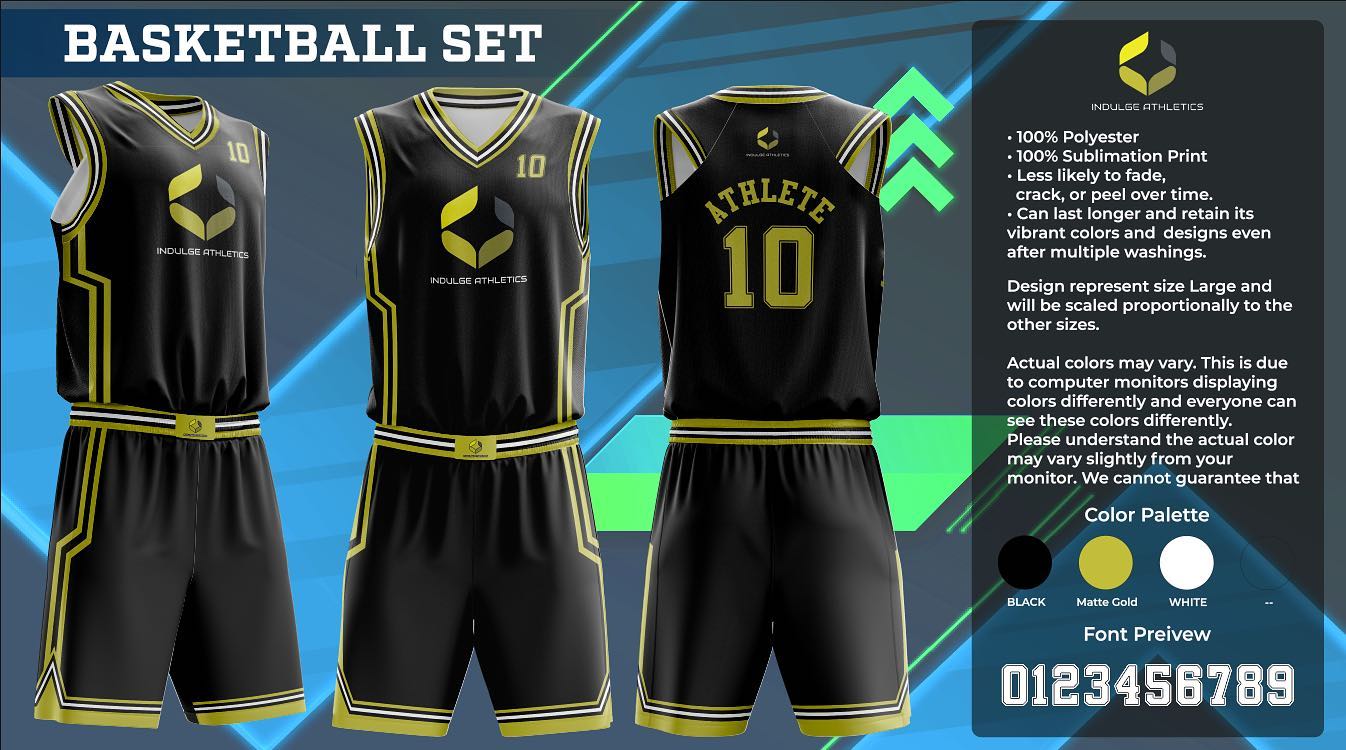 BASKETBALL SET
10
INDULGE ATHLETICS
10
INDULGE ATHLETICS
INDULGE ATHLETICS
ATHLETE
10
INDULGE ATHLETICS
• 100% Polyester
• 100% Sublimation Print
• Less likely to fade,
crack, or peel over time.
• Can last longer and retain its
vibrant colors and designs even
after multiple washings.
Design represent size Large and
will be scaled proportionally to the
other sizes.
Actual colors may vary. This is due
to computer monitors displaying
colors differently and everyone can
see these colors differently.
Please understand the actual color
may vary slightly from your
monitor. We cannot guarantee that
Color Palette
BLACK Matte Gold WHITE --
Font Preivew
0123456789